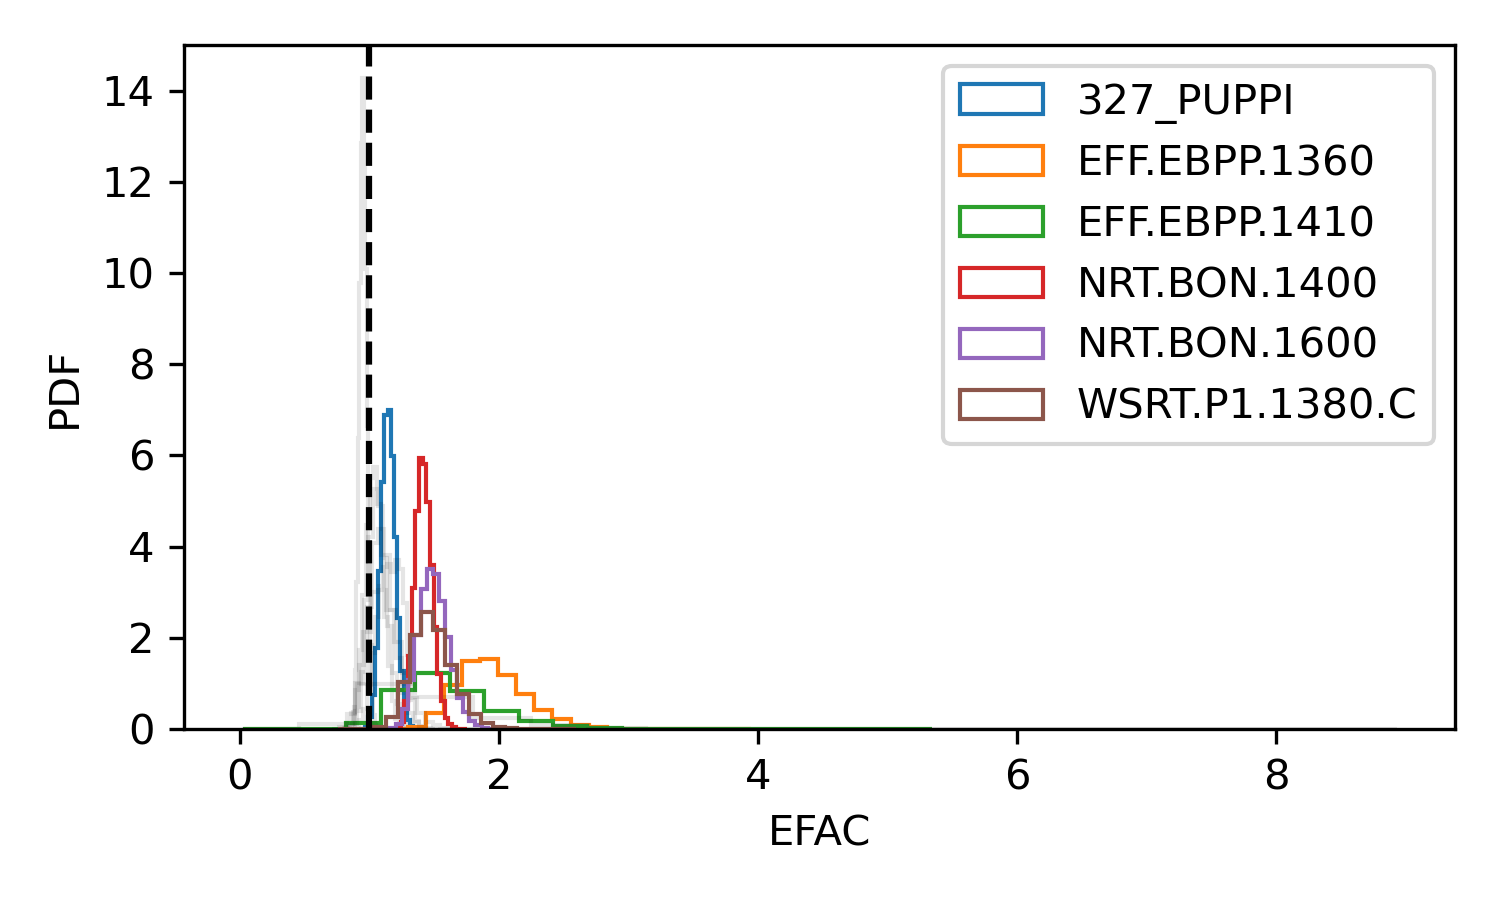 14
12
10
8
6
4
2
0
PDF
0 2 4 6 8
EFAC
327_PUPPI
EFF.EBPP.1360
EFF.EBPP.1410
NRT.BON.1400
NRT.BON.1600
WSRT.P1.1380.C